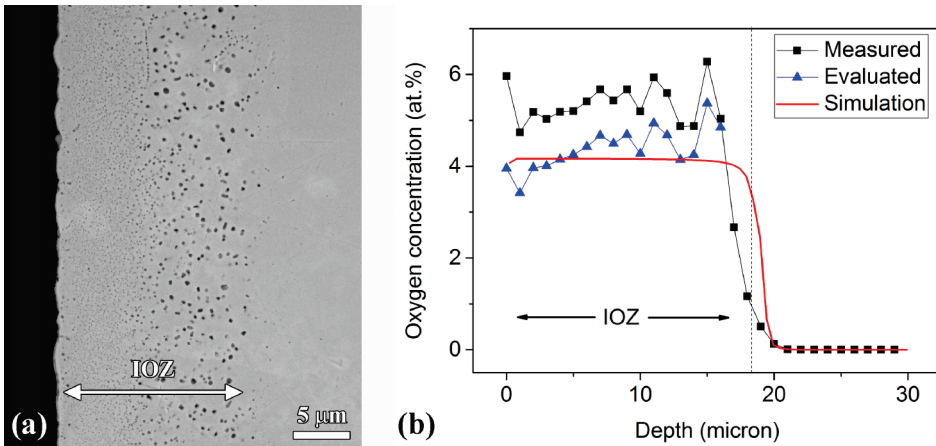 IOZ
5 μm
(a)
(b)
Oxygen concentration (at.%)
6
4
2
0
Measured
Evaluated
Simulation
IOZ
0
10
20
30
Depth (micron)